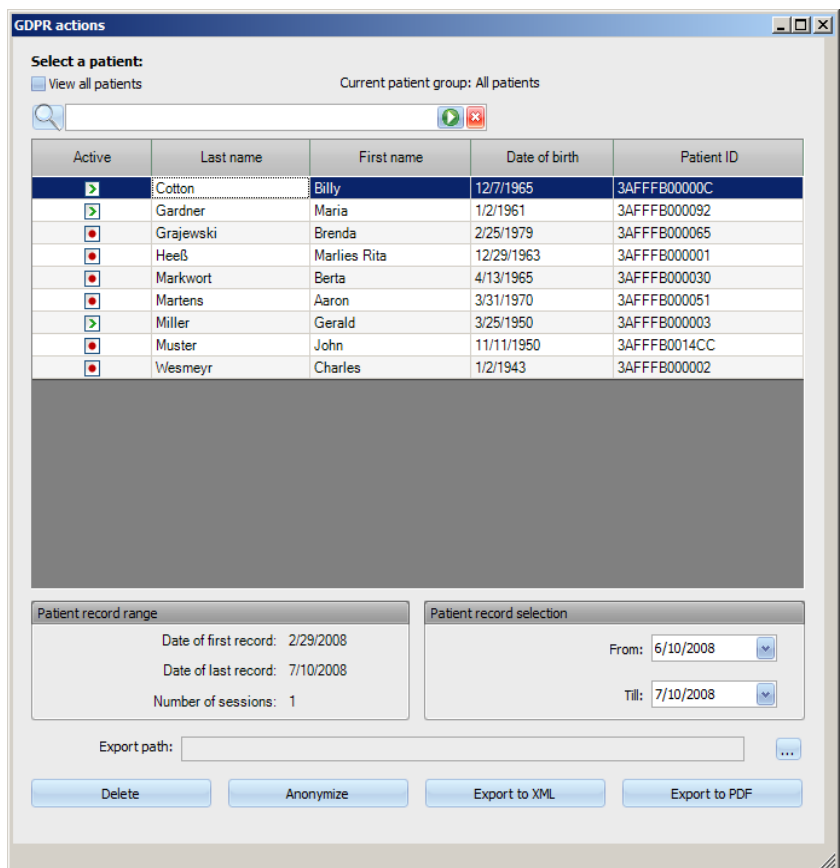 GDPR actions
Select a patient:
View all patients Current patient group: All patients
Active Last name First name Date of birth Patient ID
Cotton Billy 12/7/1965 3AFFFB00000C
Gardner Maria 1/2/1961 3AFFFB000092
Grajewski Brenda 2/25/1979 3AFFFB000065
Heeß Marlies Rita 12/29/1963 3AFFFB000001
Markwort Berta 4/13/1965 3AFFFB000030
Martens Aaron 3/31/1970 3AFFFB000051
Miller Gerald 3/25/1950 3AFFFB000003
Muster John 11/11/1950 3AFFFB0014CC
Wesmeyr Charles 1/2/1943 3AFFFB000002
Patient record range Patient record selection
Date of first record: 2/29/2008
From: 6/10/2008
Date of last record: 7/10/2008
Till: 7/10/2008
Number of sessions: 1
Export path: ...
Delete Anonymize Export to XML Export to PDF